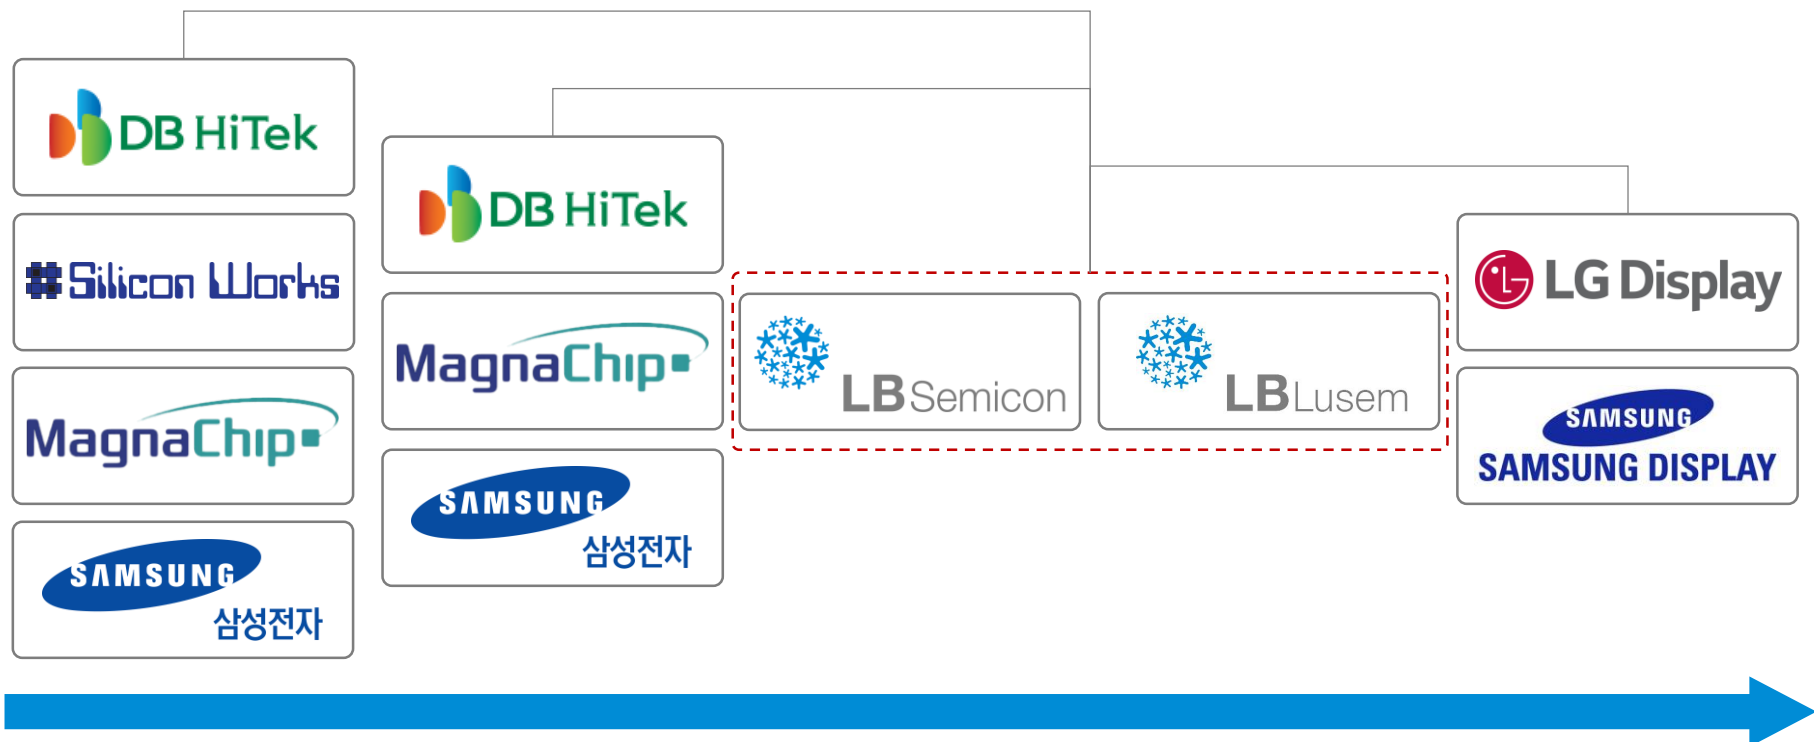 DB HiTek
Silicon Works
MagnaChip
SAMSUNG
삼성전자
DB HiTek
MagnaChip
SAMSUNG
삼성전자
LB Semicon
LB Lusem
LG Display
SAMSUNG
SAMSUNG DISPLAY